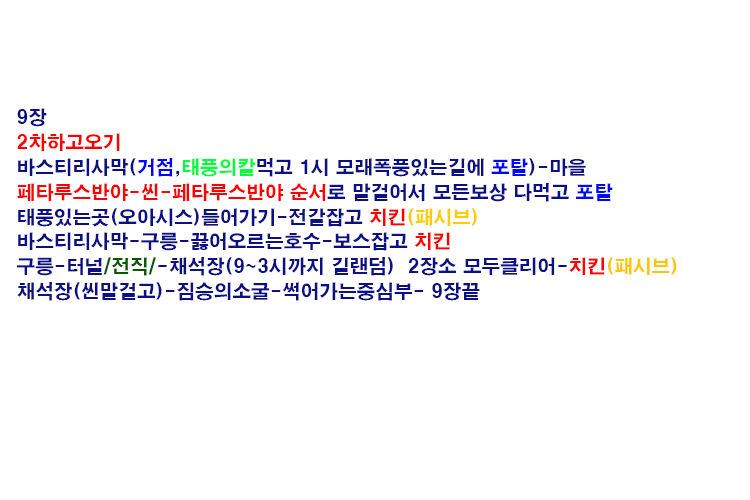 9장
2차하고오기
바스티리사막(거점,태풍의칼먹고 1시 모래폭풍있는길에 포탈)-마을
페타루스반야-씬-페타루스반야 순서로 말걸어서 모든보상 다먹고 포탈
태풍있는곳(오아시스)들어가기-전갈잡고 치킨(패시브)
바스티리사막-구릉-끓어오르는호수-보스잡고 치킨
구릉-터널/전직/-채석장(9~3시까지 길랜덤)  2장소 모두클리어-치킨(패시브)
채석장(씬말걸고)-짐승의소굴-썩어가는중심부- 9장끝